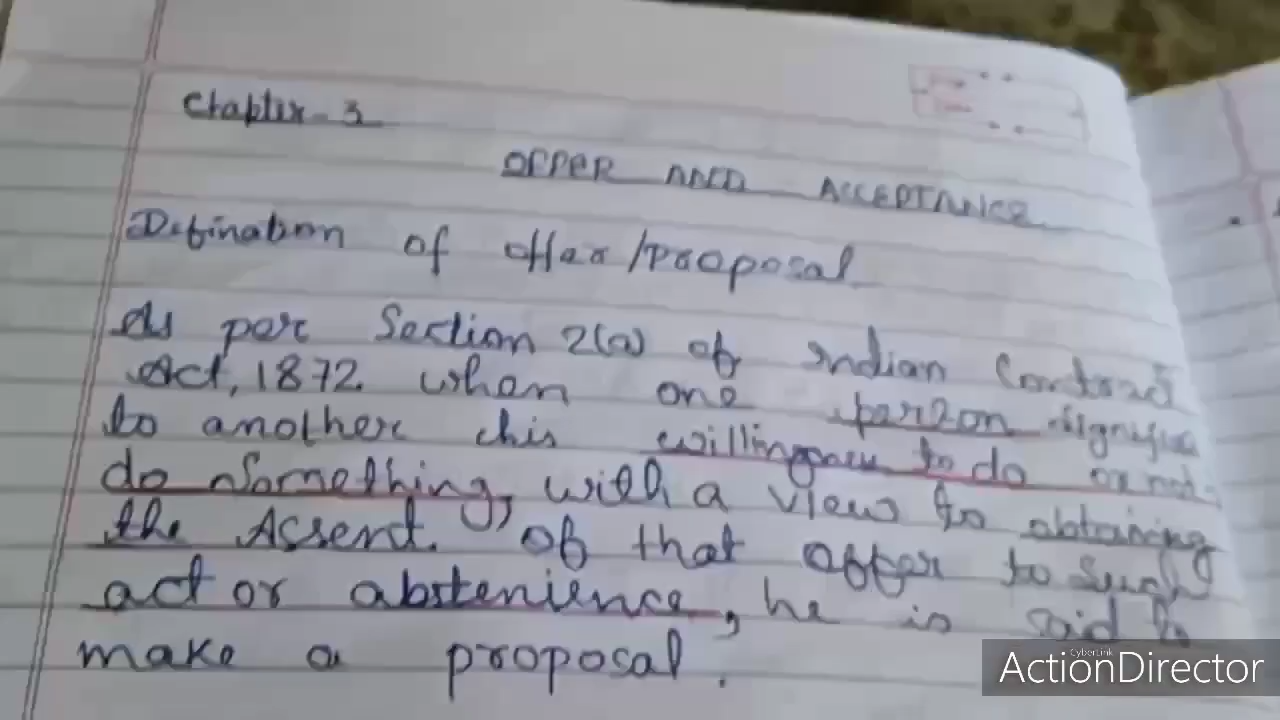 Chapter-3
OFFER AND ACCEPTANCE
Defination of offer/Proposal
As per Section 2(a) of Indian Contract
Act, 1872 when one person signifies
to another his willingness to do or not
do Something, with a view to obtaining
the Assent. of that offer to such
act or abstenience, he is said to
make a proposal.
CyberLink
ActionDirector